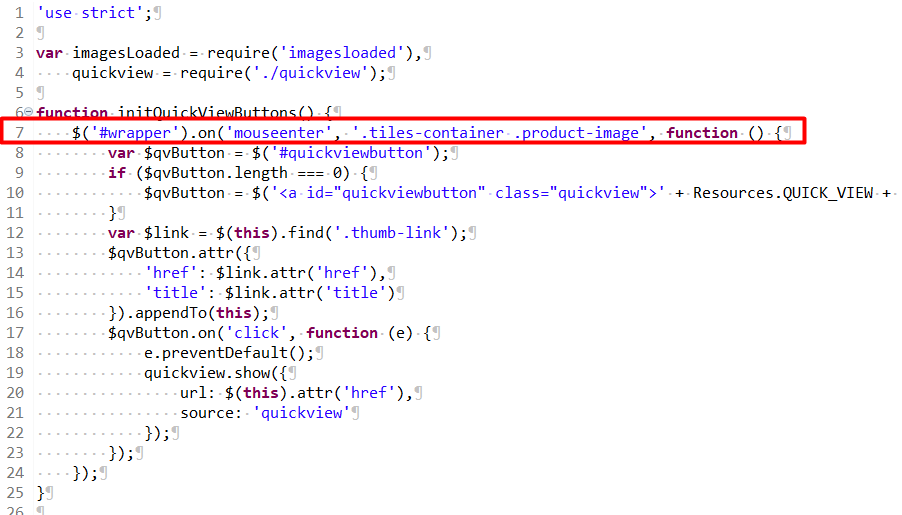 1 'use strict';
2
3 var imagesLoaded = require('imagesloaded'),
4     quickview = require('./quickview');
5
6 function initQuickViewButtons() {
7     $('#wrapper').on('mouseenter', '.tiles-container .product-image', function () {
8         var $qvButton = $('#quickviewbutton');
9         if ($qvButton.length === 0) {
10             $qvButton = $('<a id="quickviewbutton" class="quickview">' + Resources.QUICK_VIEW +
11         }
12         var $link = $(this).find('.thumb-link');
13         $qvButton.attr({
14             'href': $link.attr('href'),
15             'title': $link.attr('title')
16         }).appendTo(this);
17         $qvButton.on('click', function (e) {
18             e.preventDefault();
19             quickview.show({
20                 url: $(this).attr('href'),
21                 source: 'quickview'
22             });
23         });
24     });
25 }
26